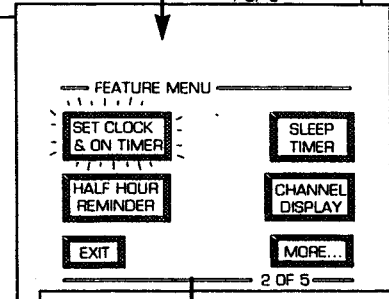 FEATURE MENU
SET CLOCK
& ON TIMER
SLEEP
TIMER
HALF HOUR
REMINDER
CHANNEL
DISPLAY
EXIT
MORE...
2 OF 5